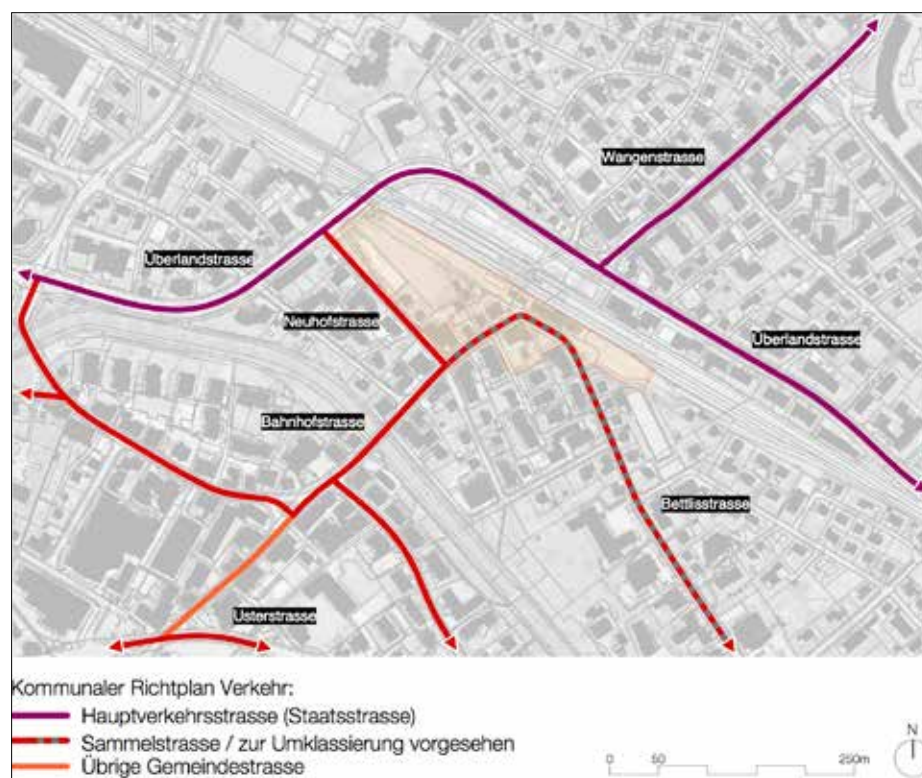 Wangenstrasse
Überlandstrasse
Neuhofstrasse
Überlandstrasse
Bahnhofstrasse
Bettlisstrasse
Usterstrasse
Kommunaler Richtplan Verkehr:
Hauptverkehrsstrasse (Staatsstrasse)
Sammelstrasse / zur Umklassierung vorgesehen
Übrige Gemeindestrasse
0 50 250m
N